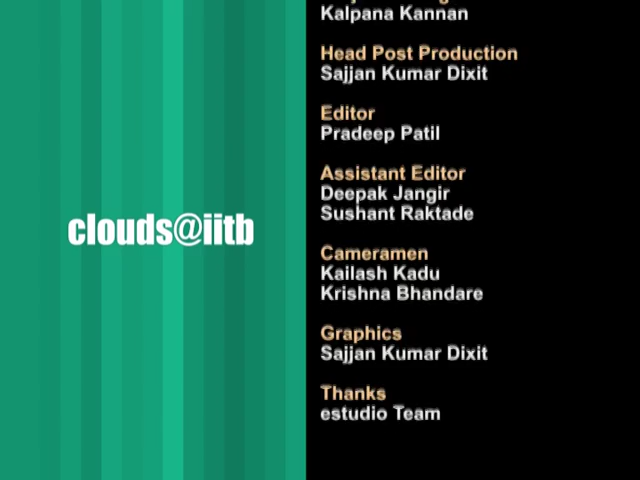 clouds@iitb
Kalpana Kannan
Head Post Production
Sajjan Kumar Dixit
Editor
Pradeep Patil
Assistant Editor
Deepak Jangir
Sushant Raktade
Cameramen
Kailash Kadu
Krishna Bhandare
Graphics
Sajjan Kumar Dixit
Thanks
estudio Team